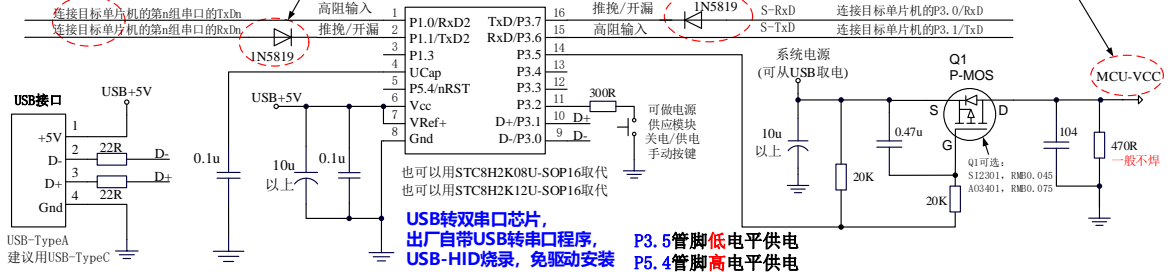 连接目标单片机的第n组串口的TxDn
高阻输入
连接目标单片机的第n组串口的RxDn
推挽/开漏
1N5819
1
2
3
4
5
6
7
8
P1.0/RxD2
P1.1/TxD2
P1.3
UCap
P5.4/nRST
Vcc
VRef+
Gnd
TxD/P3.7
RxD/P3.6
P3.5
P3.4
P3.3
P3.2
D+/P3.1
D-/P3.0
16
15
14
13
12
11
10
9
推挽/开漏
高阻输入
1N5819
S-RxD
S-TxD
连接目标单片机的P3.0/RxD
连接目标单片机的P3.1/TxD
300R
D+
D-
可做电源
供应模块
关电/供电
手动按键
系统电源
(可从USB取电)
10u
以上
20K
0.47u
20K
Q1
P-MOS
S
D
G
Q1可选:
SI2301, RMB0.045
AO3401, RMB0.075
MCU-VCC
104
470R
一般不焊
USB接口
USB+5V
+5V
D-
D+
Gnd
1
2
3
4
22R
22R
D-
D+
USB-TypeA
建议用USB-TypeC
0.1u
USB+5V
10u
以上
0.1u
也可以用STC8H2K08U-SOP16取代
也可以用STC8H2K12U-SOP16取代
USB转双串口芯片,
出厂自带USB转串口程序,
USB-HID烧录，免驱动安装
P3.5管脚低电平供电
P5.4管脚高电平供电